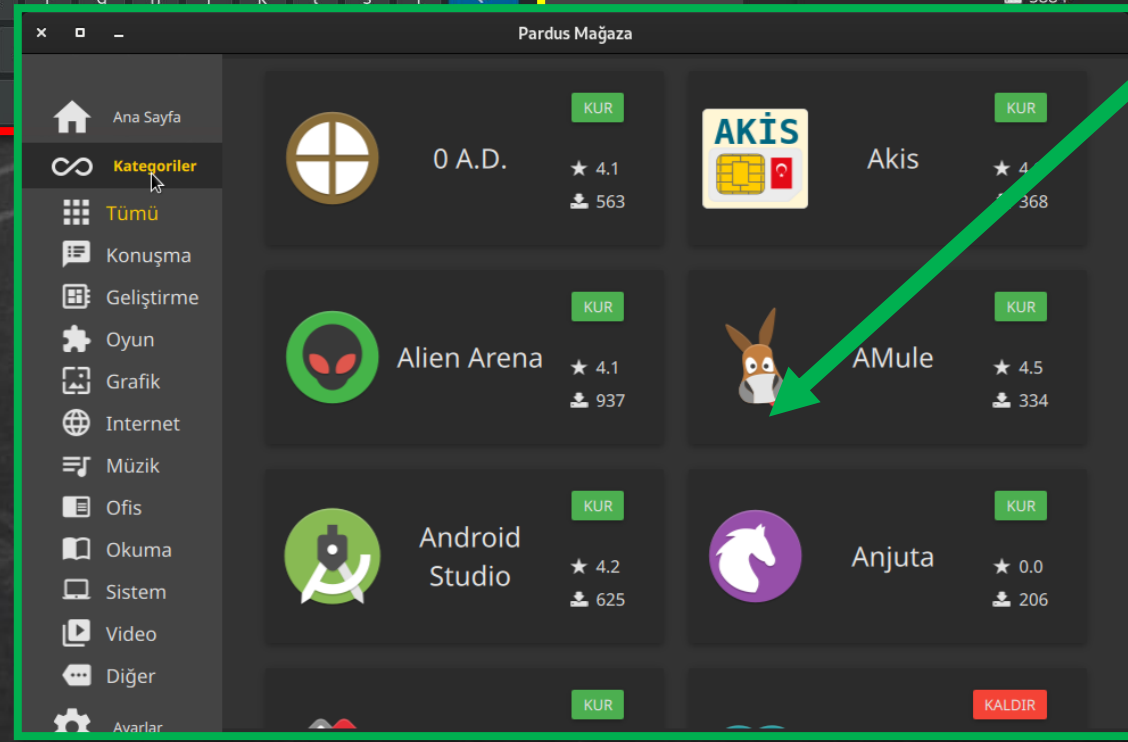 Pardus Mağaza
Ana Sayfa
Kategoriler
Tümü
Konuşma
Geliştirme
Oyun
Grafik
Internet
Müzik
Ofis
Okuma
Sistem
Video
Diğer
Ayarlar
KUR
0 A.D.
4.1
563
KUR
AKİS
Akis
368
KUR
Alien Arena
4.1
937
KUR
AMule
4.5
334
KUR
Android
Studio
4.2
625
KUR
Anjuta
0.0
206
KUR
KALDIR